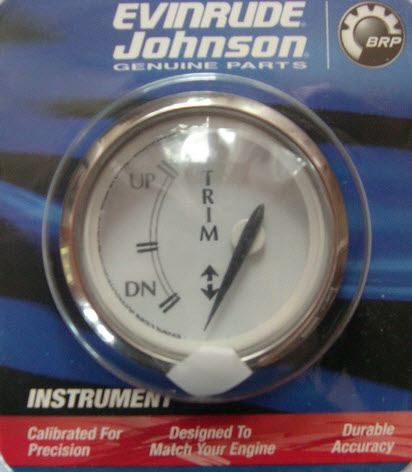 EVINRUDE
Johnson
GENUINE PARTS
BRP
UP
TRIM
DN
INSTRUMENT
Calibrated For
Precision
Designed To
Match Your Engine
Durable
Accuracy